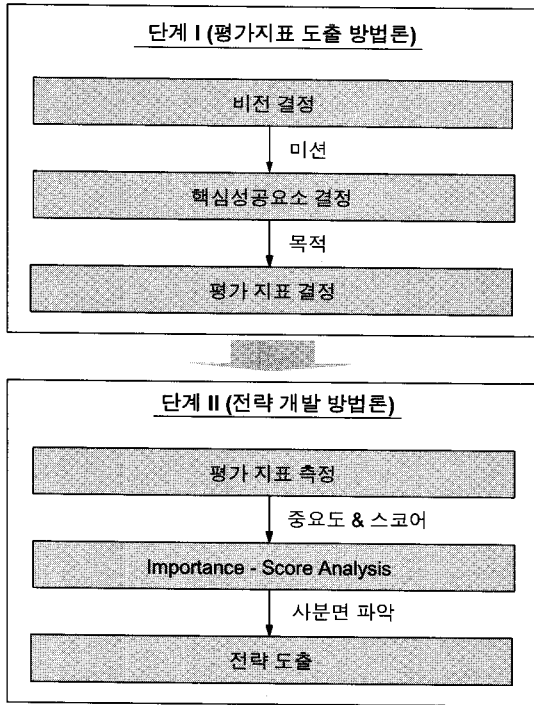 단계 I (평가지표 도출 방법론)
비전 결정
미션
핵심성공요소 결정
목적
평가 지표 결정
단계 II (전략 개발 방법론)
평가 지표 측정
중요도 & 스코어
Importance - Score Analysis
사분면 파악
전략 도출